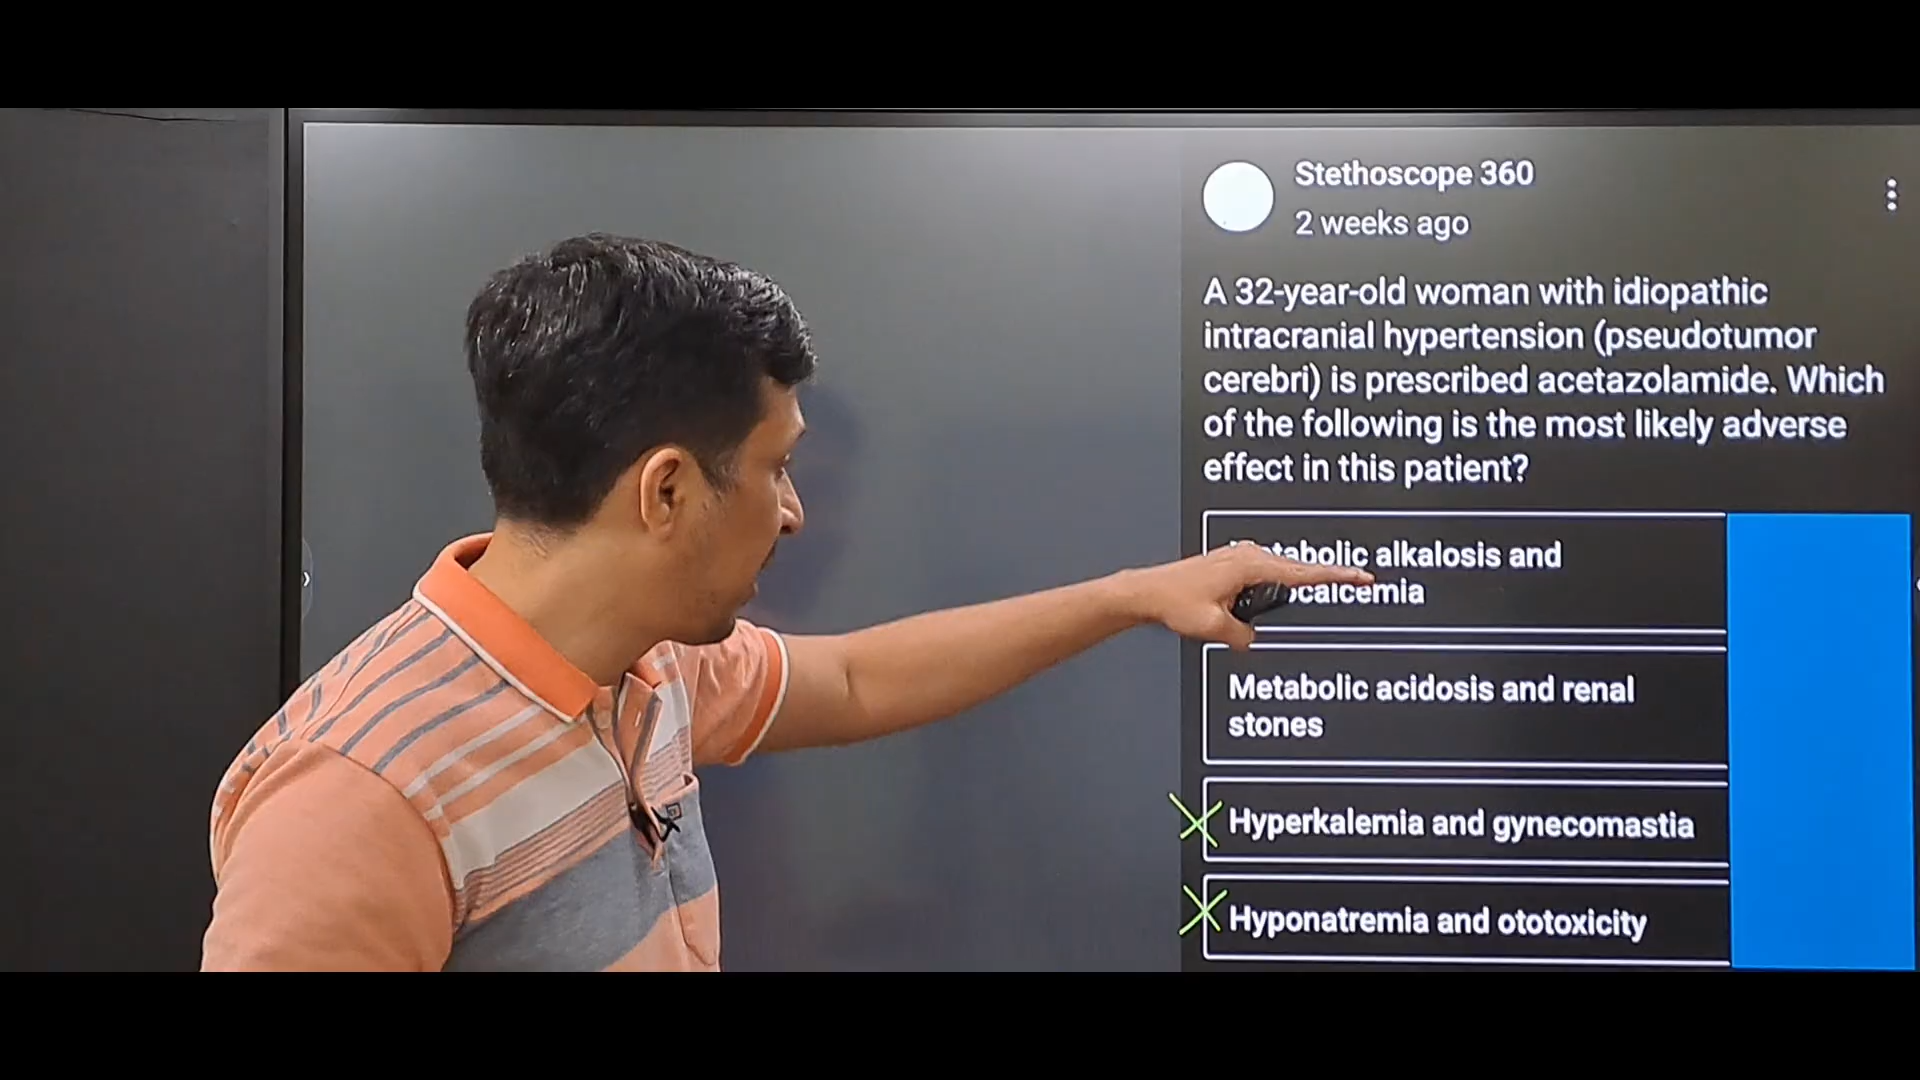 Stethoscope 360
2 weeks ago
A 32-year-old woman with idiopathic
intracranial hypertension (pseudotumor
cerebri) is prescribed acetazolamide. Which
of the following is the most likely adverse
effect in this patient?
alkalosis and
Metabolic acidosis and renal
stones
Hyperkalemia and gynecomastia
Hyponatremia and ototoxicity